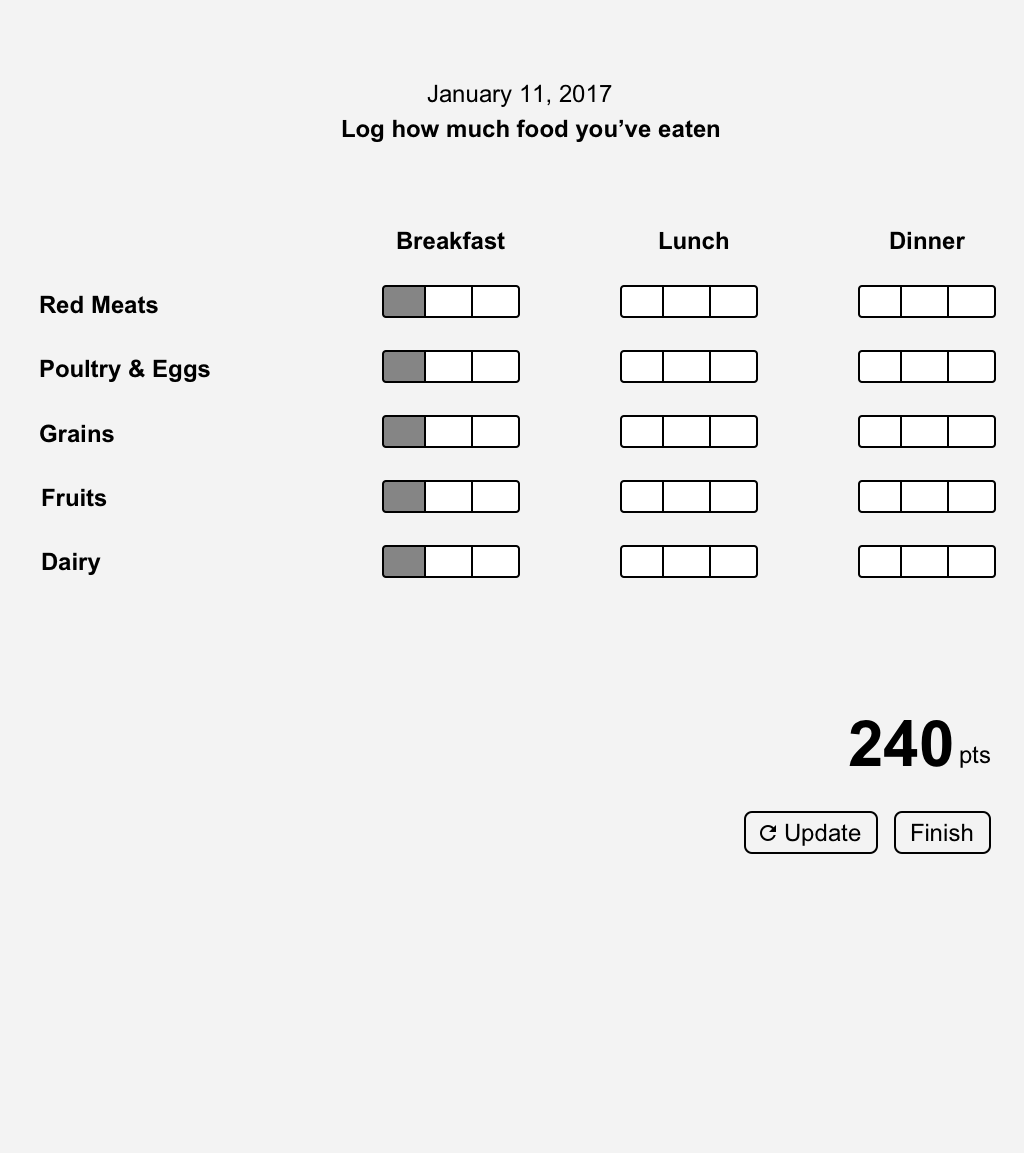 January 11, 2017
Log how much food you’ve eaten
Breakfast Lunch Dinner
Red Meats
Poultry & Eggs
Grains
Fruits
Dairy
240 pts
Update Finish